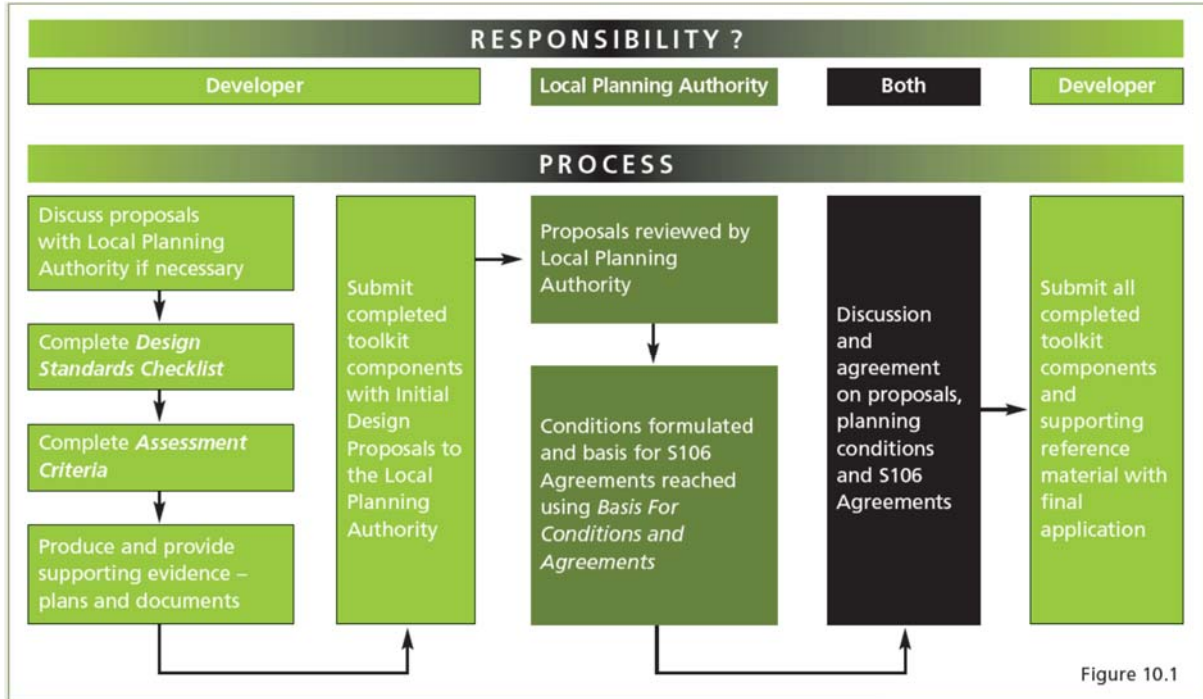 RESPONSIBILITY ?
Developer
Local Planning Authority
Both
Developer
PROCESS
Discuss proposals
with Local Planning
Authority if necessary
Complete Design
Standards Checklist
Complete Assessment
Criteria
Produce and provide
supporting evidence –
plans and documents
Submit
completed
toolkit
components
with Initial
Design
Proposals to
the Local
Planning
Authority
Proposals reviewed by
Local Planning
Authority
Conditions formulated
and basis for S106
Agreements reached
using Basis For
Conditions and
Agreements
Discussion
and
agreement
on proposals,
planning
conditions
and S106
Agreements
Submit all
completed
toolkit
components
and
supporting
reference
material with
final
application
Figure 10.1